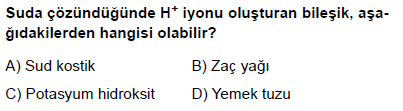 Suda çözündüğünde H⁺ iyonu oluşturan bileşik, aşa-
ğıdakilerden hangisi olabilir?
A) Sud kostik B) Zaç yağı
C) Potasyum hidroksit D) Yemek tuzu